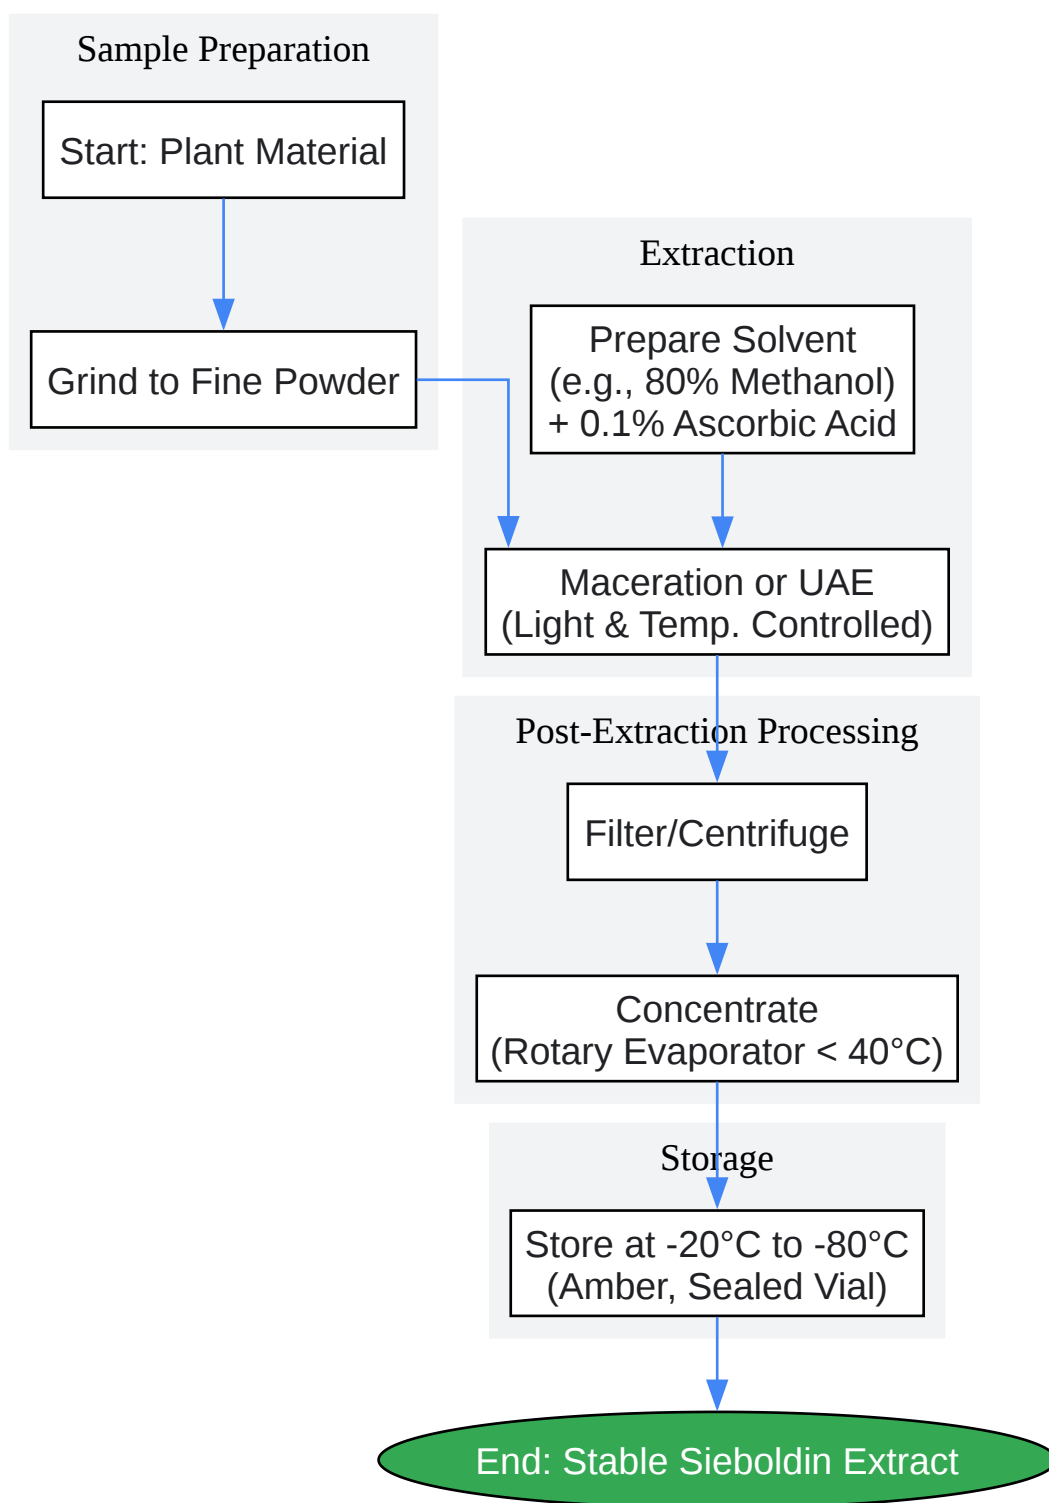 Sample Preparation
Start: Plant Material
Grind to Fine Powder
Extraction
Prepare Solvent
(e.g., 80% Methanol)
+ 0.1% Ascorbic Acid
Maceration or UAE
(Light & Temp. Controlled)
Post-Extraction Processing
Filter/Centrifuge
Concentrate
(Rotary Evaporator < 40°C)
Storage
Store at -20°C to -80°C
(Amber, Sealed Vial)
End: Stable Sieboldin Extract